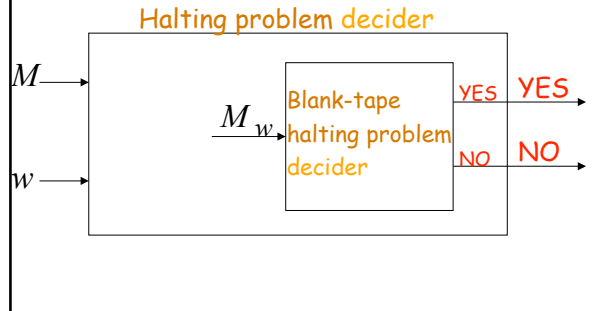 Halting problem decider
M
YES YES
Blank-tape
M w
halting problem
decider
NO NO
w